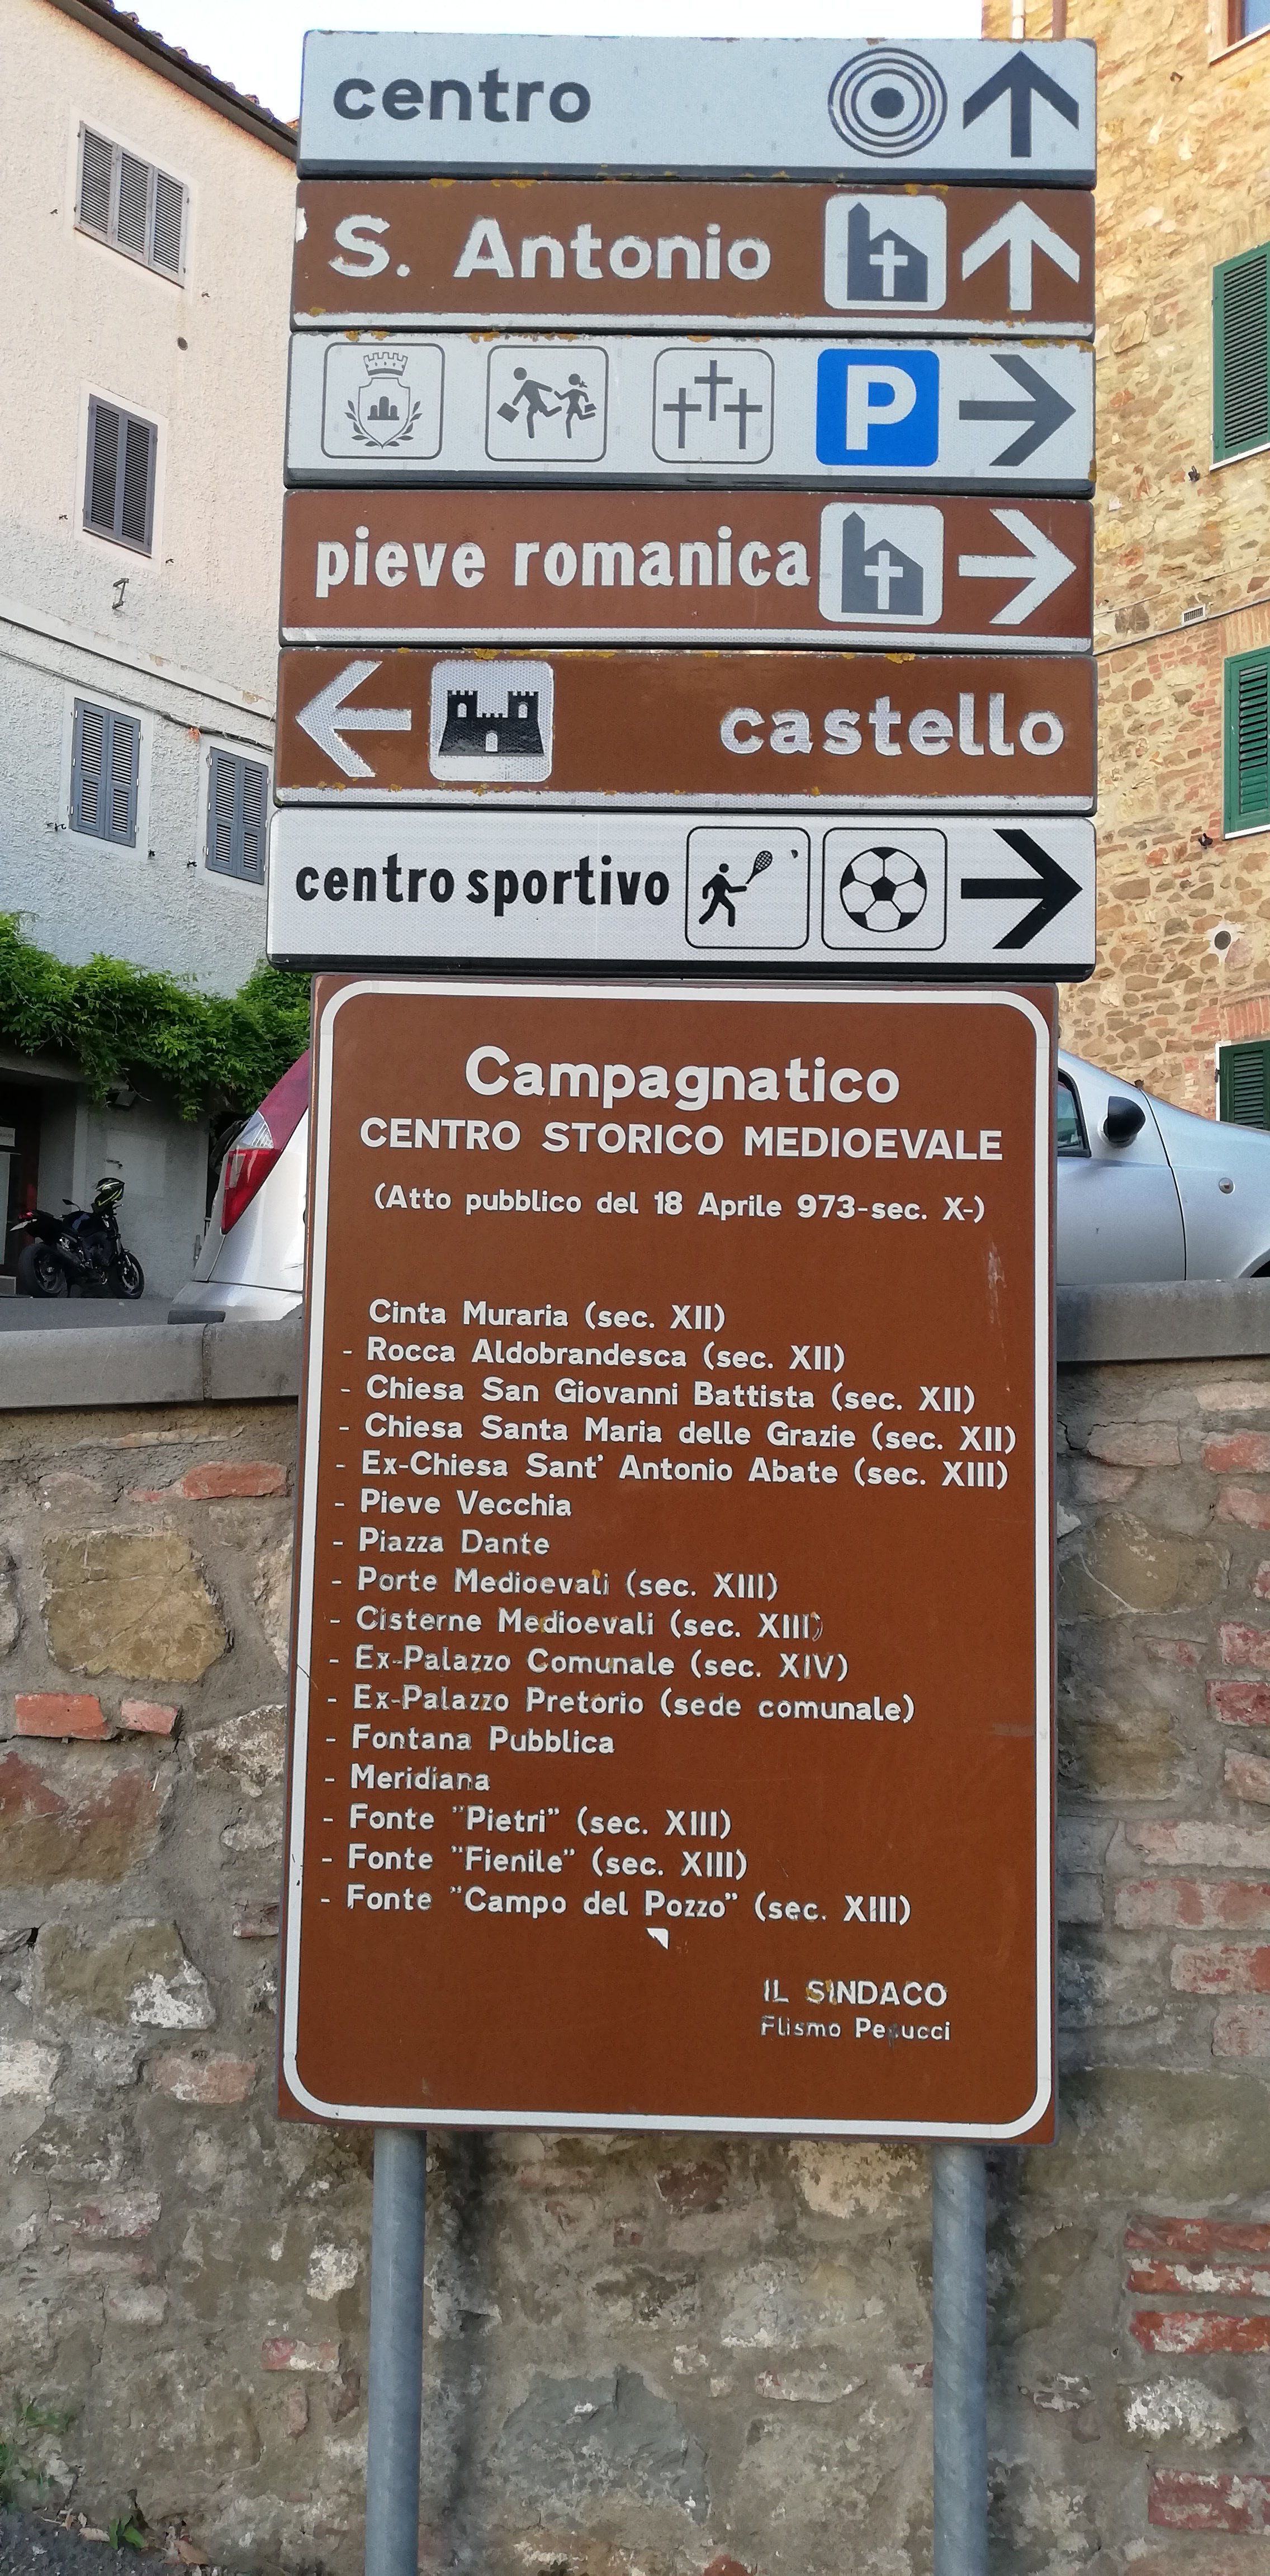 centro
S. Antonio
P
pieve romanica
castello
centro sportivo
Campagnatico
CENTRO STORICO MEDIOEVALE
(Atto pubblico del 18 Aprile 973-sec. X-)
Cinta Muraria (sec. XII)
- Rocca Aldobrandesca (sec. XII)
- Chiesa San Giovanni Battista (sec. XII)
- Chiesa Santa Maria delle Grazie (sec. XII)
- Ex-Chiesa Sant' Antonio Abate (sec. XIII)
- Pieve Vecchia
- Piazza Dante
- Porte Medioevali (sec. XIII)
- Cisterne Medioevali (sec. XIII)
- Ex-Palazzo Comunale (sec. XIV)
- Ex-Palazzo Pretorio (sede comunale)
- Fontana Pubblica
- Meridiana
- Fonte "Pietri" (sec. XIII)
- Fonte "Fienile" (sec. XIII)
- Fonte "Campo del Pozzo" (sec. XIII)
IL SINDACO